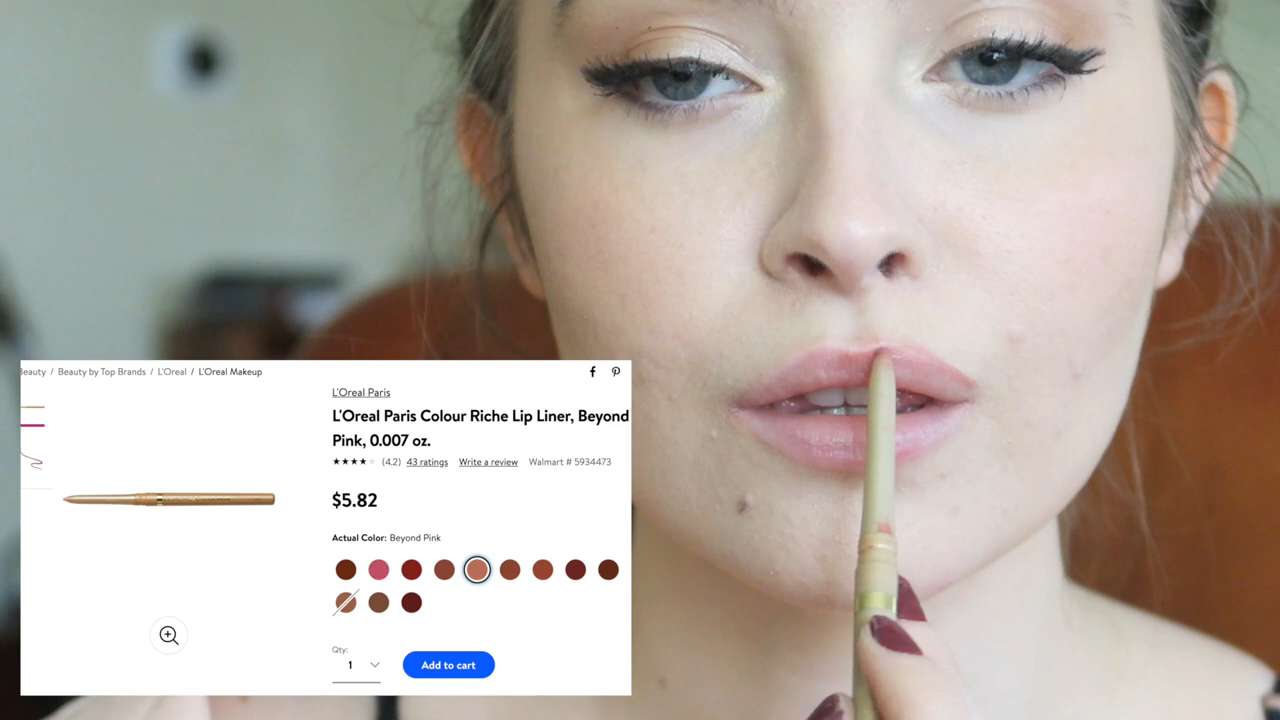 Beauty / Beauty by Top Brands / L'Oreal / L'Oreal Makeup
L'Oreal Paris
L'Oreal Paris Colour Riche Lip Liner, Beyond
Pink, 0.007 oz.
(4.2) 43 ratings Write a review Walmart # 5934473
$5.82
Actual Color: Beyond Pink
Qty:
1
Add to cart